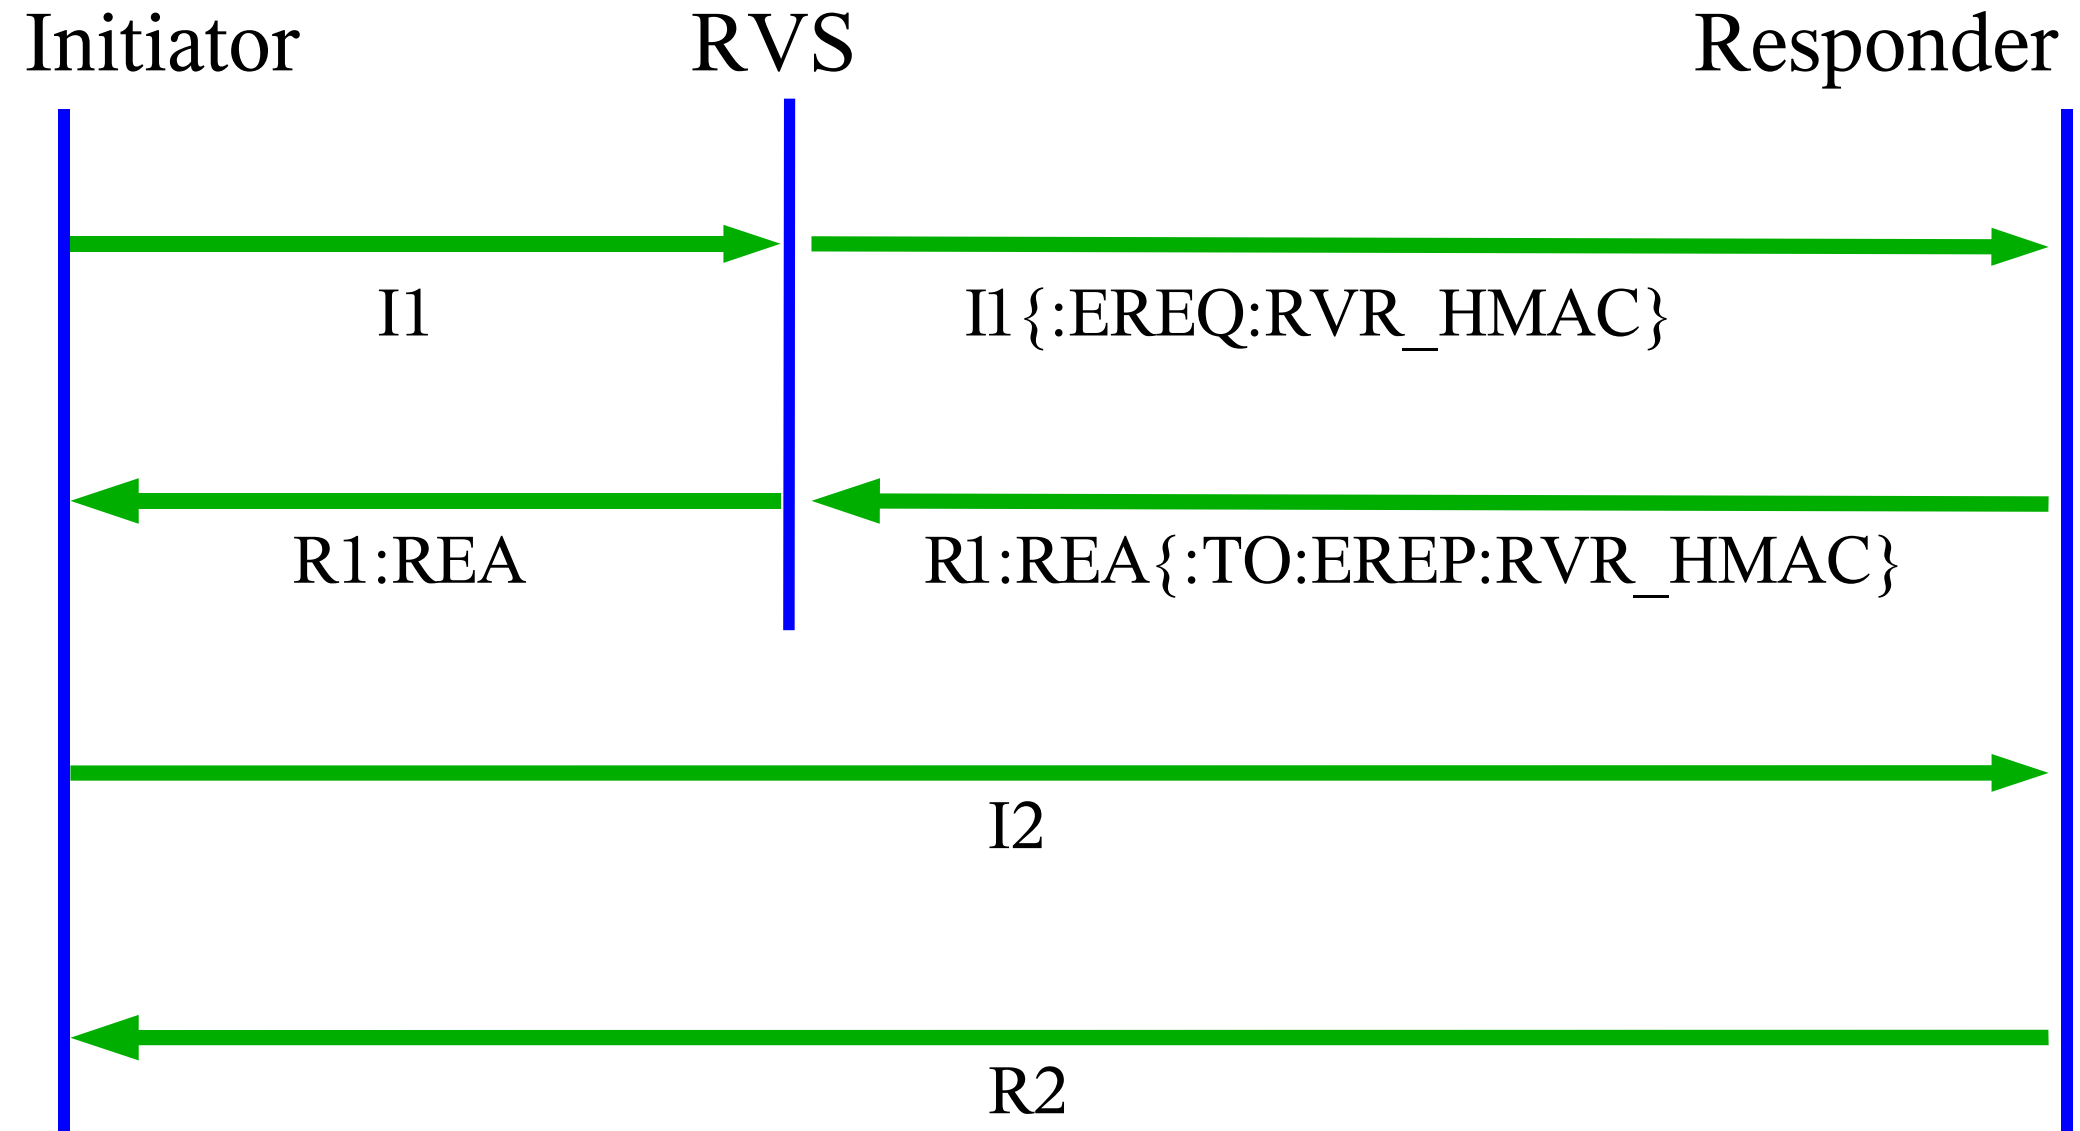 Initiator RVS Responder
I1 I1{:EREQ:RVR_HMAC}
R1:REA R1:REA{:TO:EREP:RVR_HMAC}
I2
R2